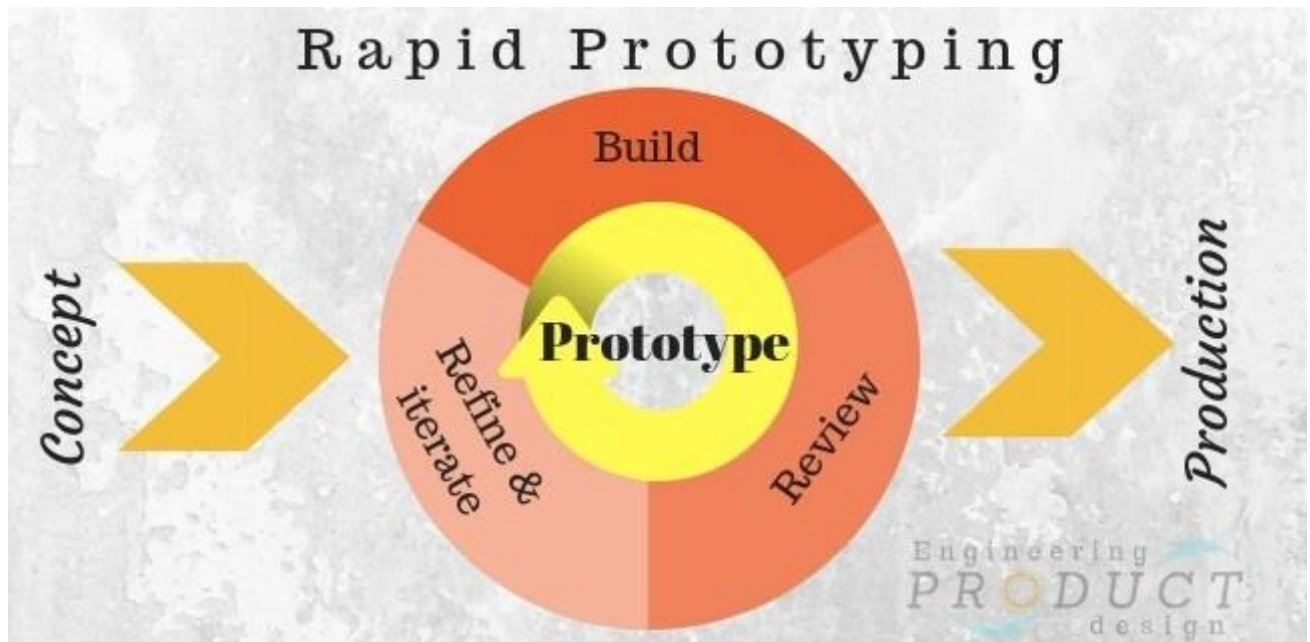 Rapid Prototyping
Build
Concept
Prototype
Production
Refine &
iterate
Review
Engineering
PRODUCT
design